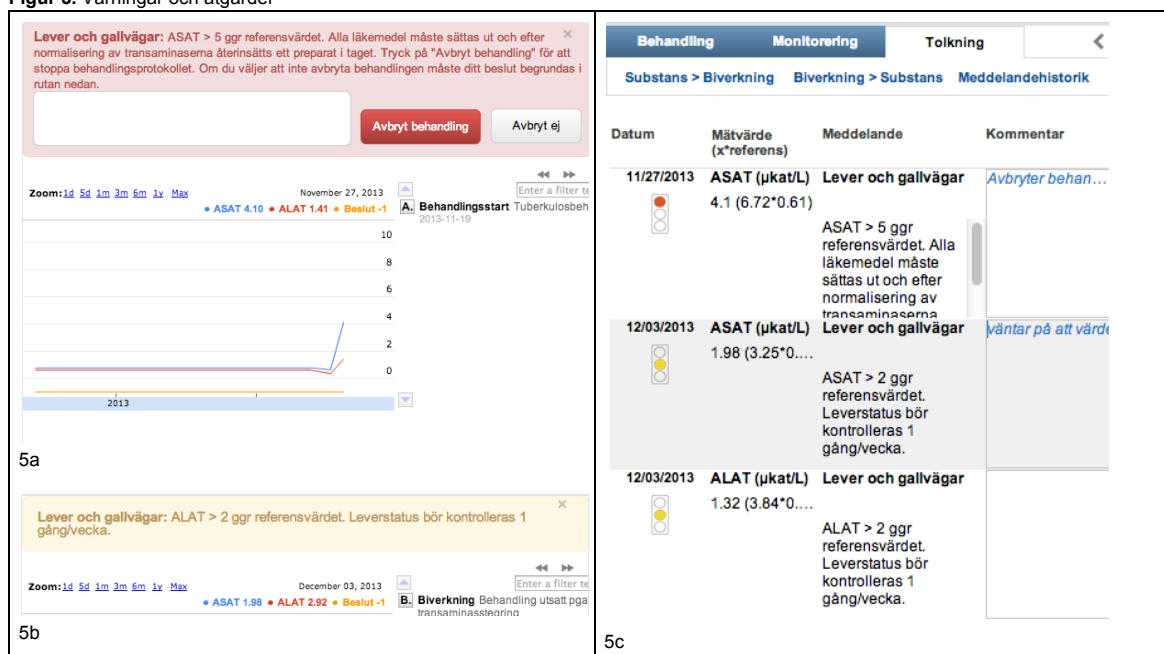 Figur 5. Varningar och åtgärder
Lever och gallvägar: ASAT > 5 ggr referensvärdet. Alla läkemedel måste sättas ut och efter ×
normalisering av transaminaserna återinsätts ett preparat i taget. Tryck på "Avbryt behandling" för att
stoppa behandlingsprotokollet. Om du väljer att inte avbryta behandlingen måste ditt beslut begrundas i
rutan nedan.
Avbryt behandling Avbryt ej
Zoom: 1d 5d 1m 3m 6m 1y Max November 27, 2013
Enter a filter te
ASAT 4.10 ALAT 1.41 Beslut -1
A. Behandlingsstart Tuberkulosbeh
2013-11-19
10
8
6
4
2
0
2013
5a
Lever och gallvägar: ALAT > 2 ggr referensvärdet. Leverstatus bör kontrolleras 1 ×
gång/vecka.
Zoom: 1d 5d 1m 3m 6m 1y Max December 03, 2013
Enter a filter te
ASAT 1.98 ALAT 2.92 Beslut -1
B. Biverkning Behandling utsatt pga
transaminasstegring
5b
Behandling Monitorering Tolkning <
Substans > Biverkning Biverkning > Substans Meddelandehistorik
Datum Mätvärde Meddelande Kommentar
(x*referens)
11/27/2013 ASAT (µkat/L) Lever och gallvägar Avbryter behan...
4.1 (6.72*0.61)
ASAT > 5 ggr
referensvärdet. Alla
läkemedel måste
sättas ut och efter
normalisering av
transaminaserna
12/03/2013 ASAT (µkat/L) Lever och gallvägar väntar på att värde
1.98 (3.25*0....
ASAT > 2 ggr
referensvärdet.
Leverstatus bör
kontrolleras 1
gång/vecka.
12/03/2013 ALAT (µkat/L) Lever och gallvägar
1.32 (3.84*0....
ALAT > 2 ggr
referensvärdet.
Leverstatus bör
kontrolleras 1
gång/vecka.
5c